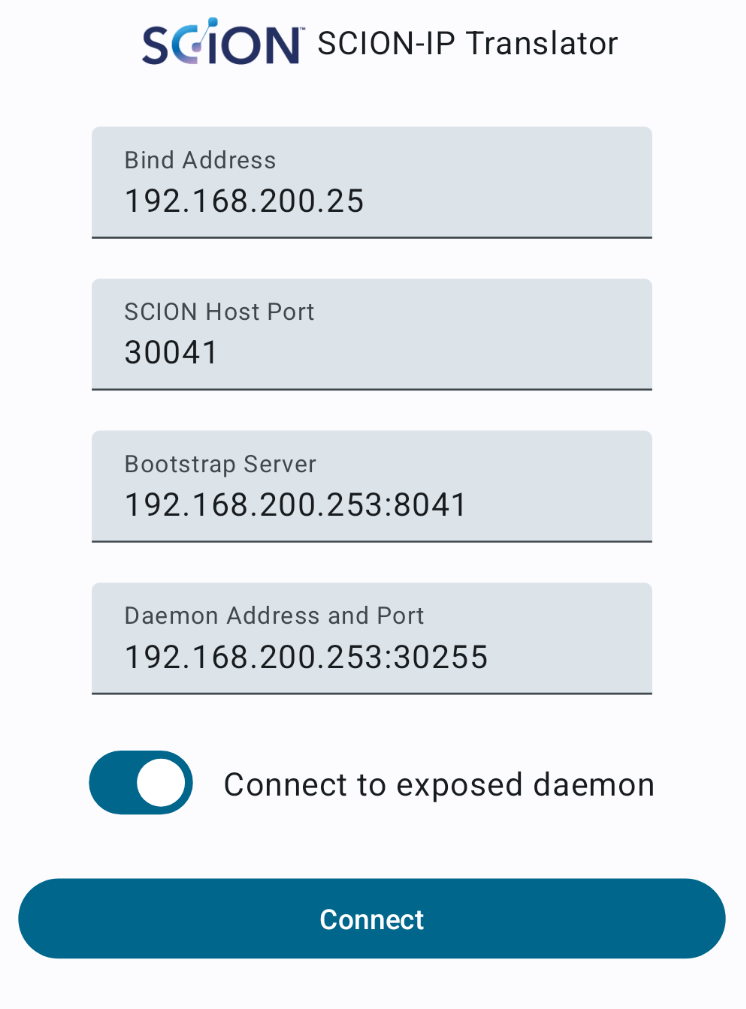 SCION™ SCION-IP Translator
Bind Address
192.168.200.25
SCION Host Port
30041
Bootstrap Server
192.168.200.253:8041
Daemon Address and Port
192.168.200.253:30255
Connect to exposed daemon
Connect